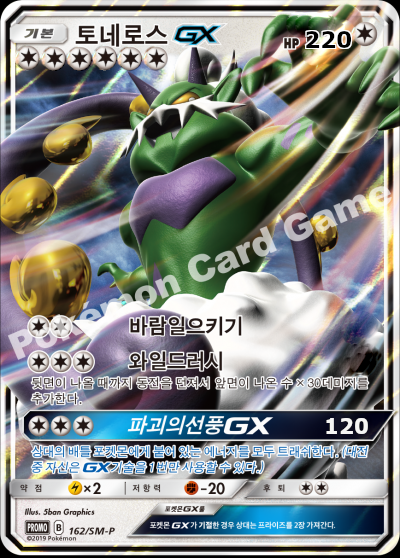 기본 토네로스 GX HP 220
Pokémon Card Game
바람일으키기
와일드러시
뒷면이 나올 때까지 동전을 던져서 앞면이 나온 수 × 30데미지를
추가한다.
파괴의선풍GX 120
상대의 배틀 포켓몬에게 붙어 있는 에너지를 모두 트래쉬한다. (대전
중 자신은 GX기술을 1번만 사용할 수 있다.)
약점 ×2 저항력 -20 후퇴
Illus. 5ban Graphics
포켓몬GX룰
PROMO B 162/SM-P
포켓몬 GX가 기절한 경우 상대는 프라이즈를 2장 가져간다.
©2019 Pokémon